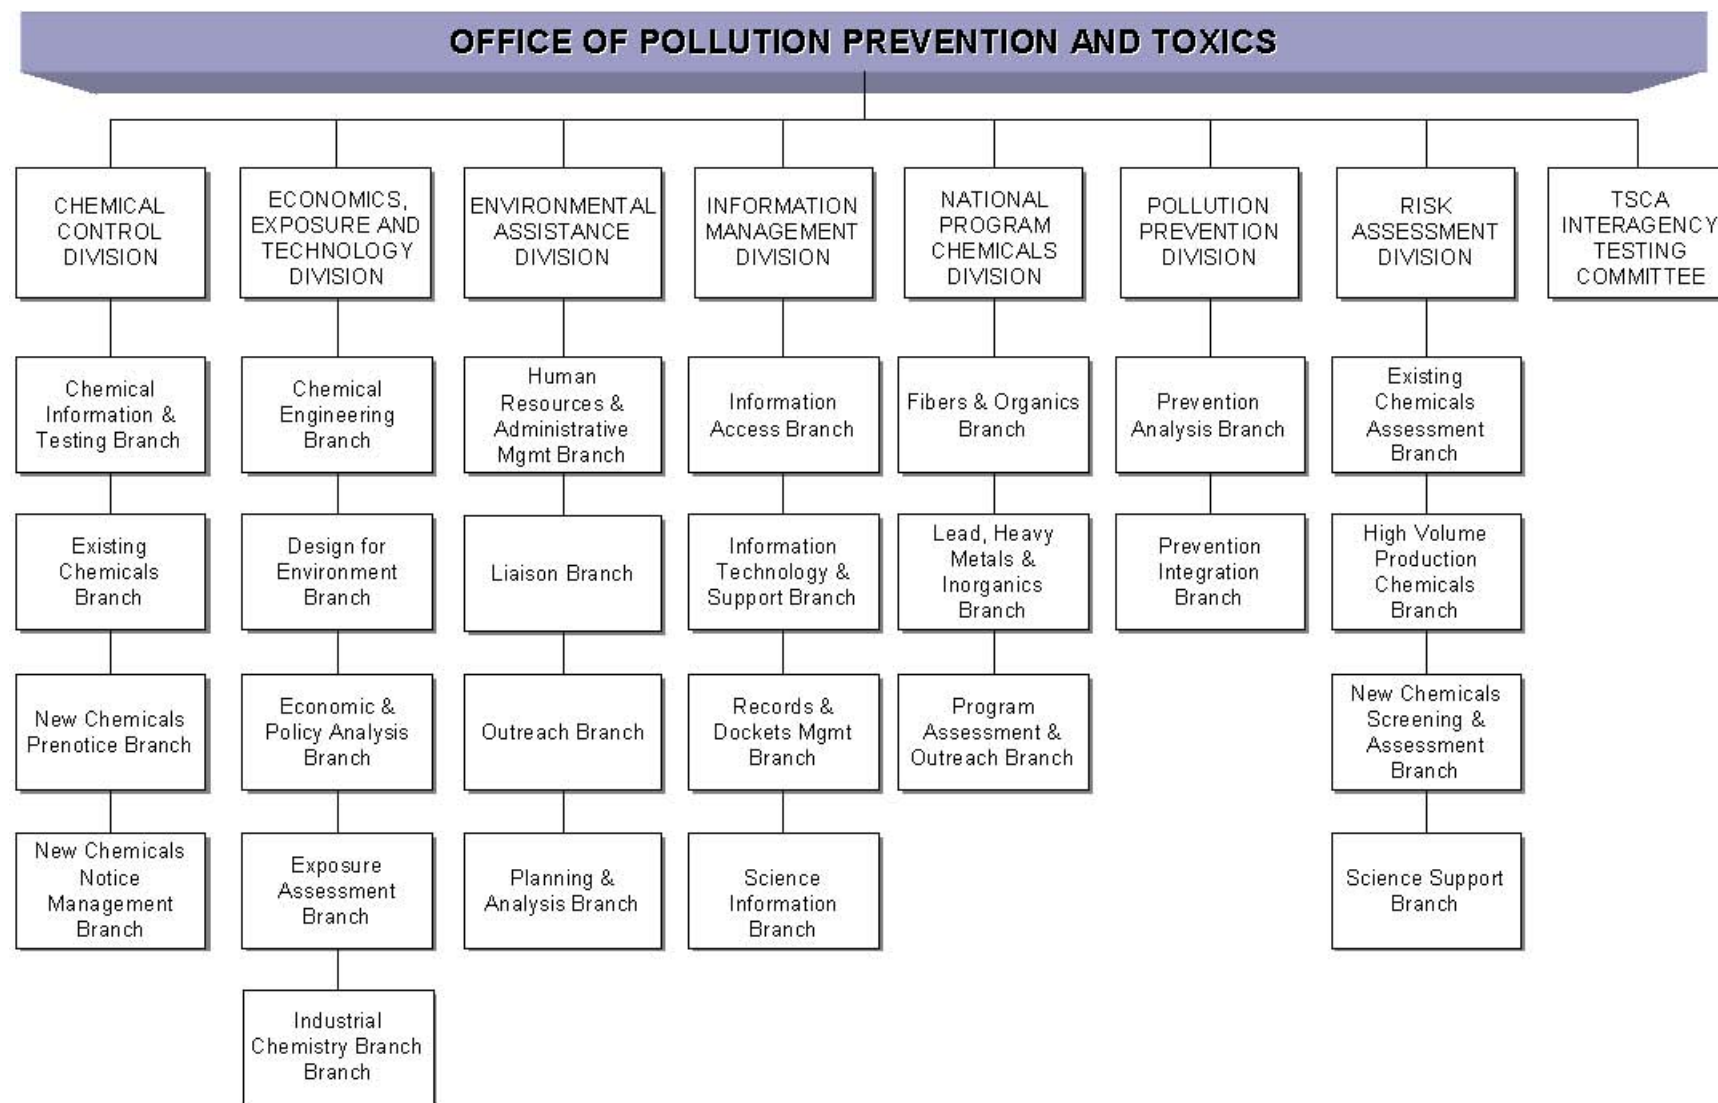 OFFICE OF POLLUTION PREVENTION AND TOXICS
CHEMICAL
CONTROL
DIVISION
ECONOMICS,
EXPOSURE AND
TECHNOLOGY
DIVISION
ENVIRONMENTAL
ASSISTANCE
DIVISION
INFORMATION
MANAGEMENT
DIVISION
NATIONAL
PROGRAM
CHEMICALS
DIVISION
POLLUTION
PREVENTION
DIVISION
RISK
ASSESSMENT
DIVISION
TSCA
INTERAGENCY
TESTING
COMMITTEE
Chemical
Information &
Testing Branch
Chemical
Engineering
Branch
Human
Resources &
Administrative
Mgmt Branch
Information
Access Branch
Fibers & Organics
Branch
Prevention
Analysis Branch
Existing
Chemicals
Assessment
Branch
Existing
Chemicals
Branch
Design for
Environment
Branch
Liaison Branch
Information
Technology &
Support Branch
Lead, Heavy
Metals &
Inorganics
Branch
Prevention
Integration
Branch
High Volume
Production
Chemicals
Branch
New Chemicals
Prenotice Branch
Economic &
Policy Analysis
Branch
Outreach Branch
Records &
Dockets Mgmt
Branch
Program
Assessment &
Outreach Branch
New Chemicals
Screening &
Assessment
Branch
New Chemicals
Notice
Management
Branch
Exposure
Assessment
Branch
Planning &
Analysis Branch
Science
Information
Branch
Science Support
Branch
Industrial
Chemistry Branch
Branch